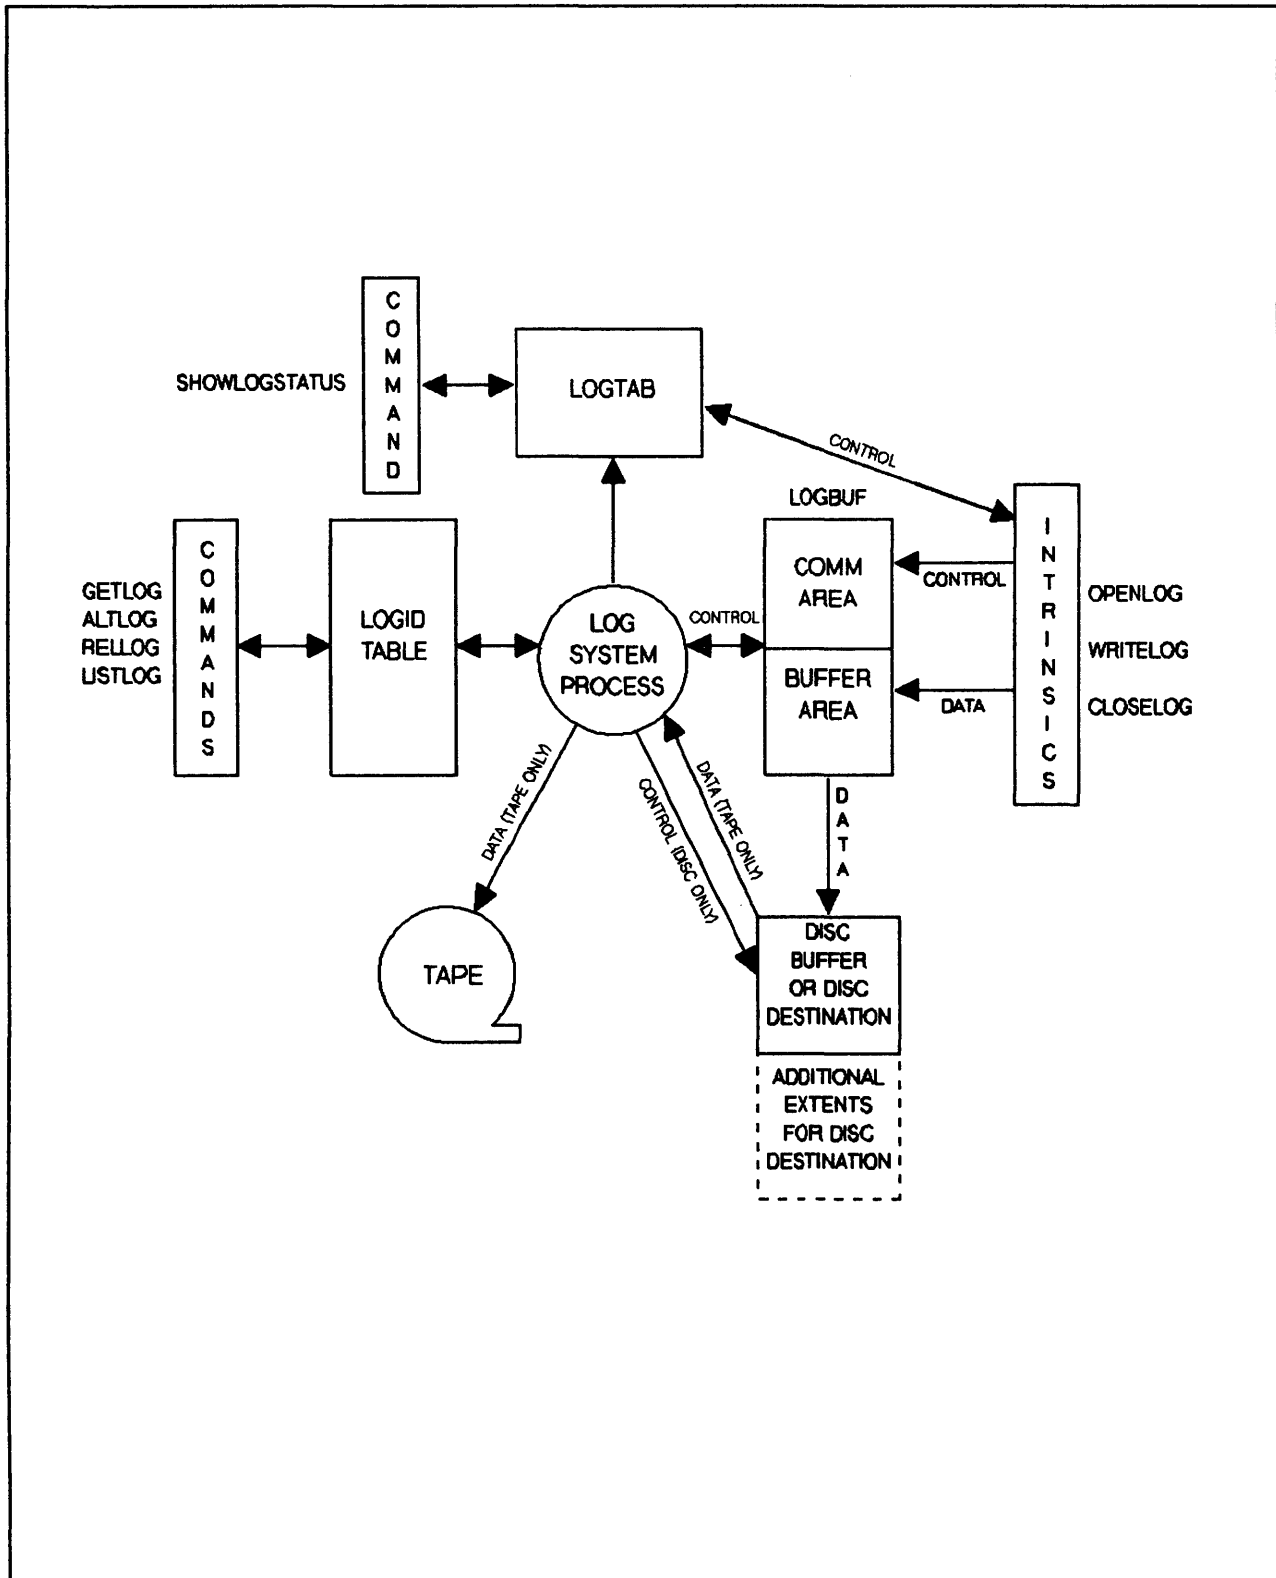 COMMAND
SHOWLOGSTATUS
LOGTAB
CONTROL
LOGBUF
INTRINSICS
COMMANDS
GETLOG
ALTLOG
RELLOG
LISTLOG
LOGID
TABLE
LOG
SYSTEM
PROCESS
CONTROL
COMM
AREA
CONTROL
BUFFER
AREA
DATA
OPENLOG
WRITELOG
CLOSELOG
DATA (TAPE ONLY)
CONTROL (DISC ONLY)
DATA (TAPE ONLY)
DATA
TAPE
DISC
BUFFER
OR DISC
DESTINATION
ADDITIONAL
EXTENTS
FOR DISC
DESTINATION